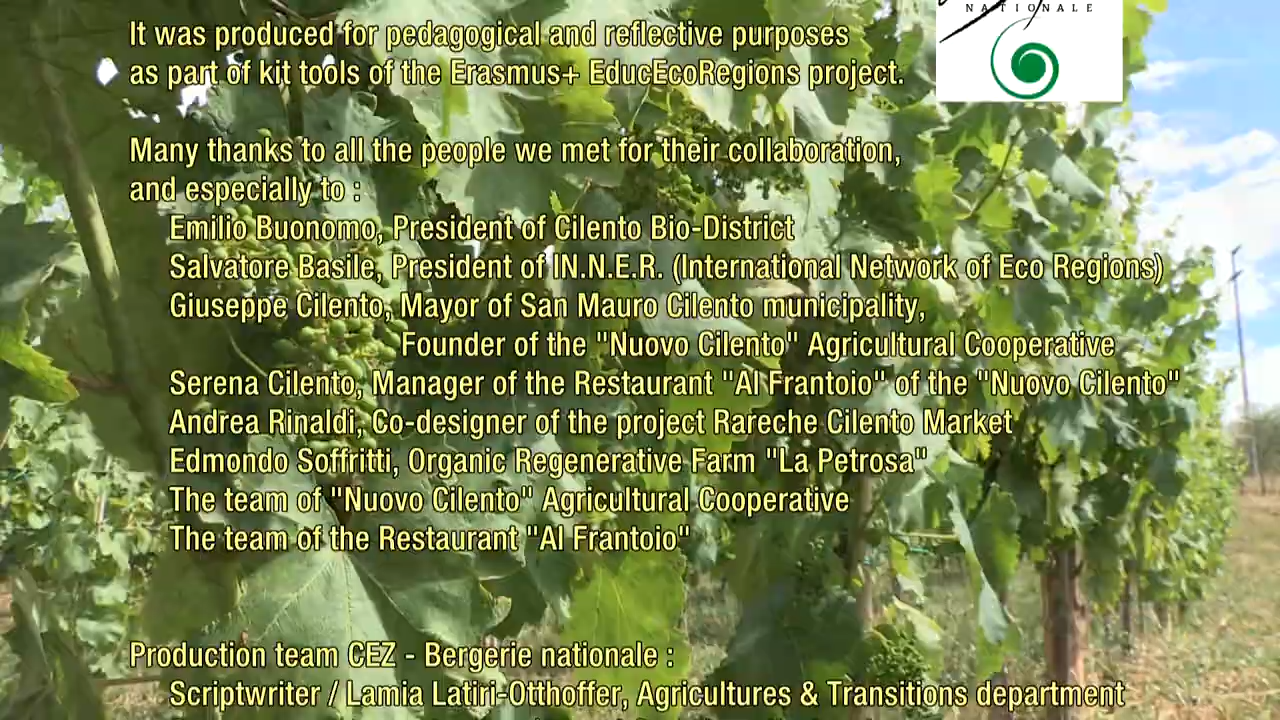 NATIONALE
It was produced for pedagogical and reflective purposes
as part of kit tools of the Erasmus+ EducEcoRegions project.
Many thanks to all the people we met for their collaboration,
and especially to :
Emilio Buonomo, President of Cilento Bio-District
Salvatore Basile, President of IN.N.E.R. (International Network of Eco Regions)
Giuseppe Cilento, Mayor of San Mauro Cilento municipality,
Founder of the "Nuovo Cilento" Agricultural Cooperative
Serena Cilento, Manager of the Restaurant "Al Frantoio" of the "Nuovo Cilento"
Andrea Rinaldi, Co-designer of the project Rareche Cilento Market
Edmondo Soffritti, Organic Regenerative Farm "La Petrosa"
The team of "Nuovo Cilento" Agricultural Cooperative
The team of the Restaurant "Al Frantoio"
Production team CEZ - Bergerie nationale :
Scriptwriter / Lamia Latiri-Otthoffer, Agricultures & Transitions department